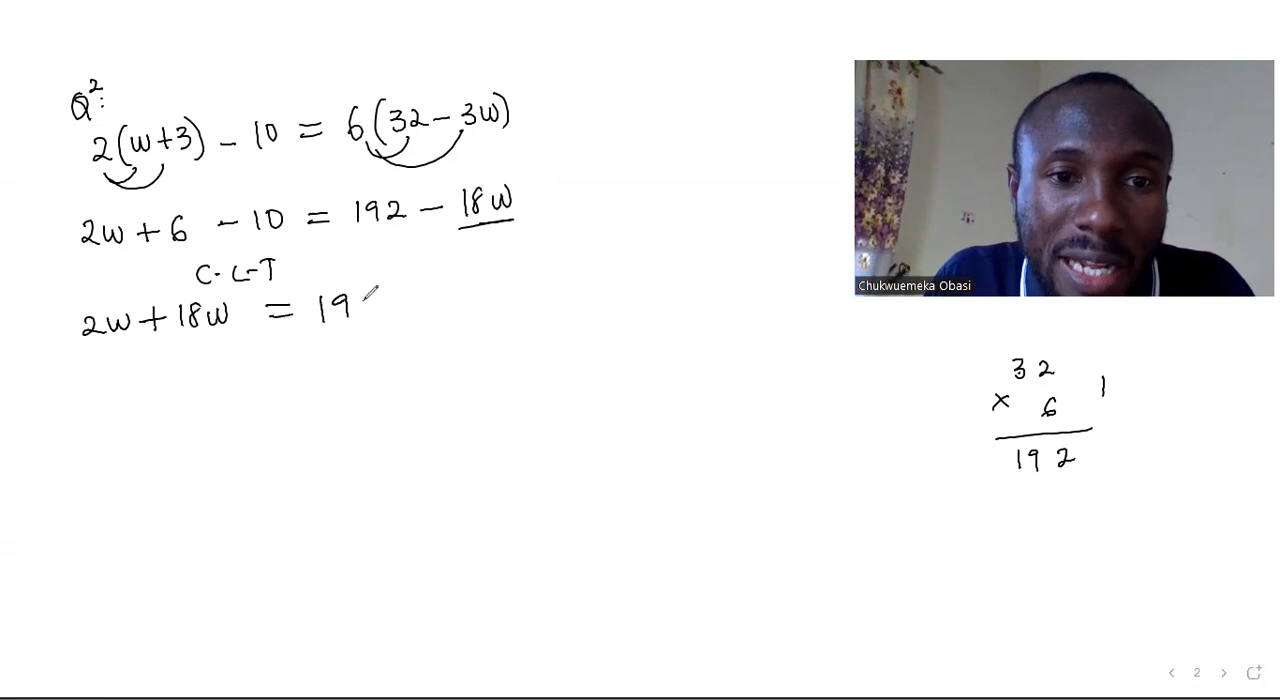 Q2:
2(w+3) - 10 = 6(32 - 3w)
2w + 6 - 10 = 192 - 18w
C-L-T
2w + 18w = 19
Chukwuemeka Obasi
32 1
× 6
192
2